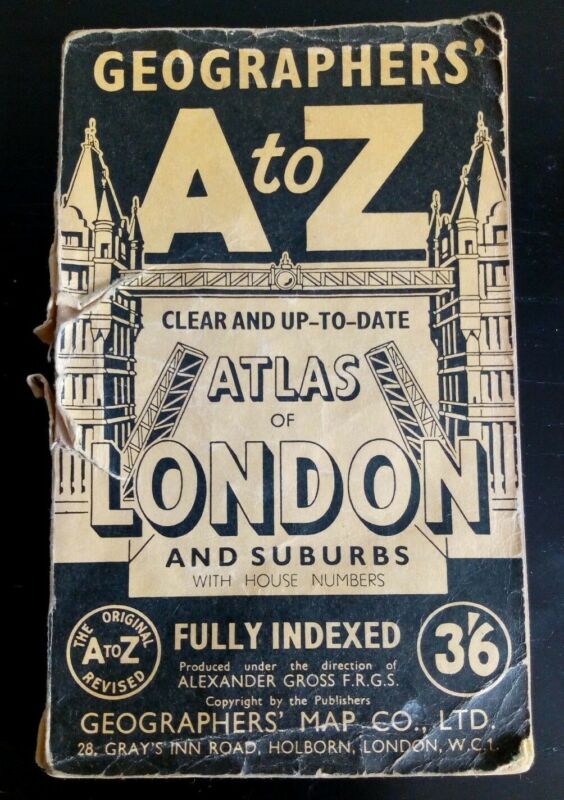 GEOGRAPHERS'
A to Z
CLEAR AND UP-TO-DATE
ATLAS
OF
LONDON
AND SUBURBS
WITH HOUSE NUMBERS
THE ORIGINAL
A TO Z
REVISED
FULLY INDEXED
3'6
Produced under the direction of
ALEXANDER GROSS F.R.G.S.
Copyright by the Publishers
GEOGRAPHERS' MAP CO., LTD.
28, GRAY'S INN ROAD, HOLBORN, LONDON, W.C.1.